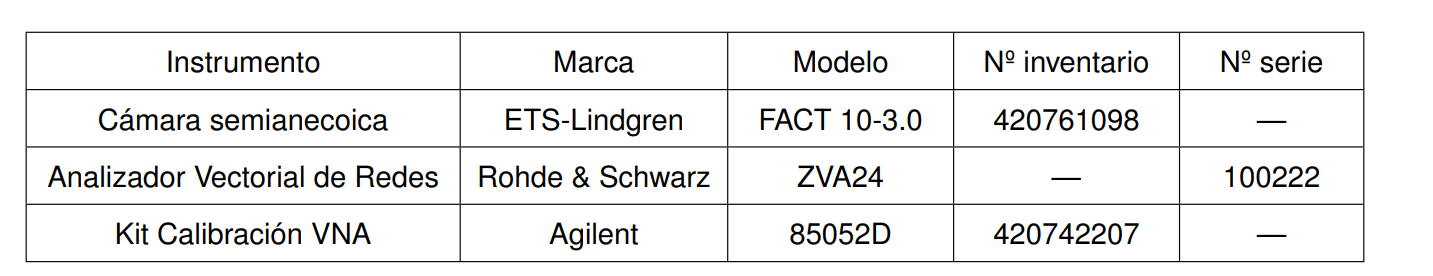 Instrumento Marca Modelo Nº inventario Nº serie
Cámara semianecoica ETS-Lindgren FACT 10-3.0 420761098 —
Analizador Vectorial de Redes Rohde & Schwarz ZVA24 — 100222
Kit Calibración VNA Agilent 85052D 420742207 —